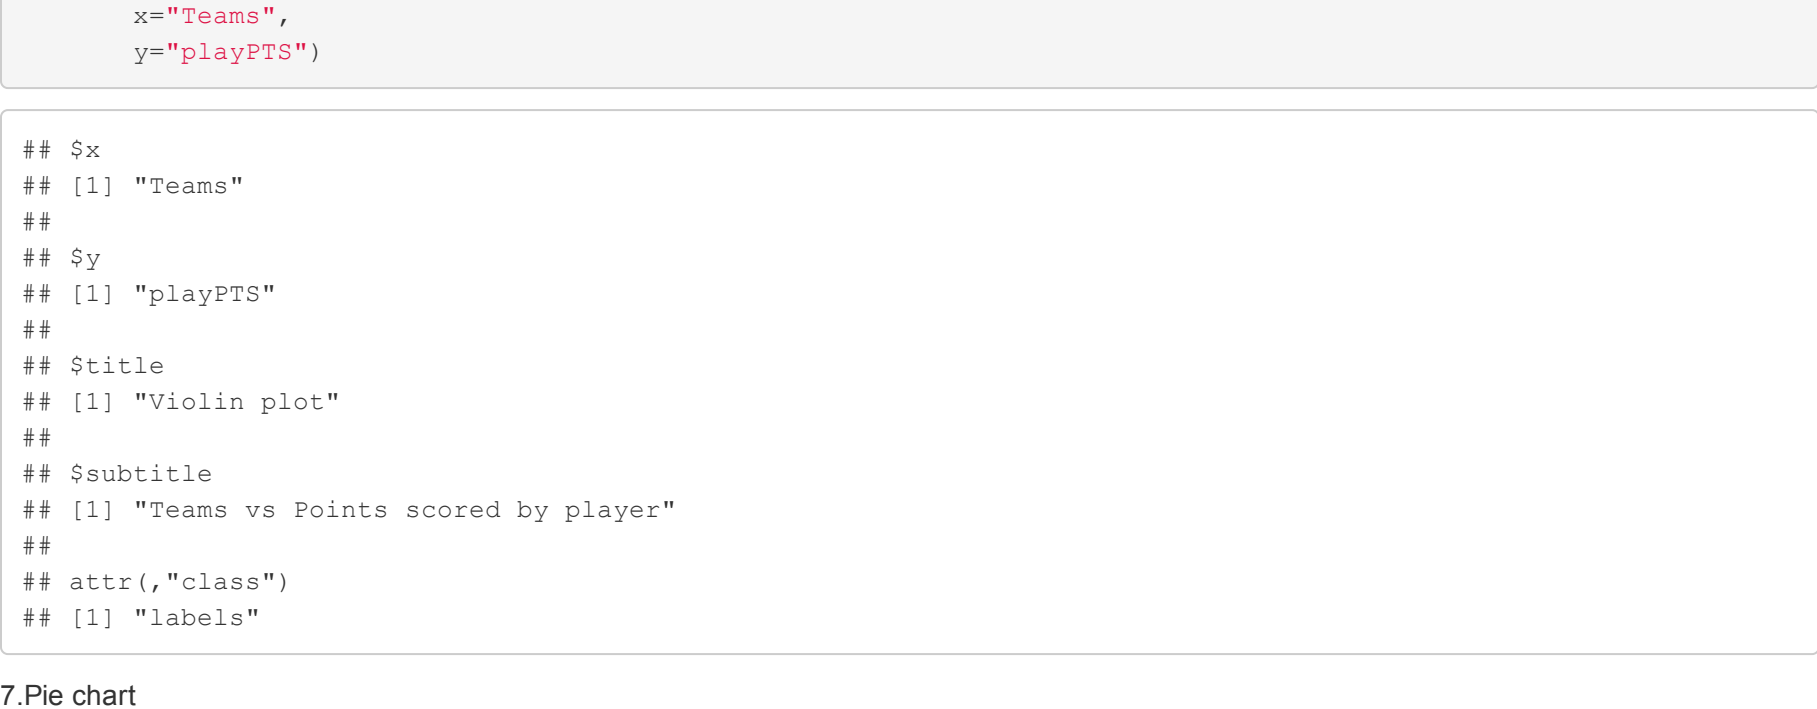 x="Teams",
y="playPTS")
## $x
## [1] "Teams"
##
## $y
## [1] "playPTS"
##
## $title
## [1] "Violin plot"
##
## $subtitle
## [1] "Teams vs Points scored by player"
##
## attr(,"class")
## [1] "labels"
7.Pie chart